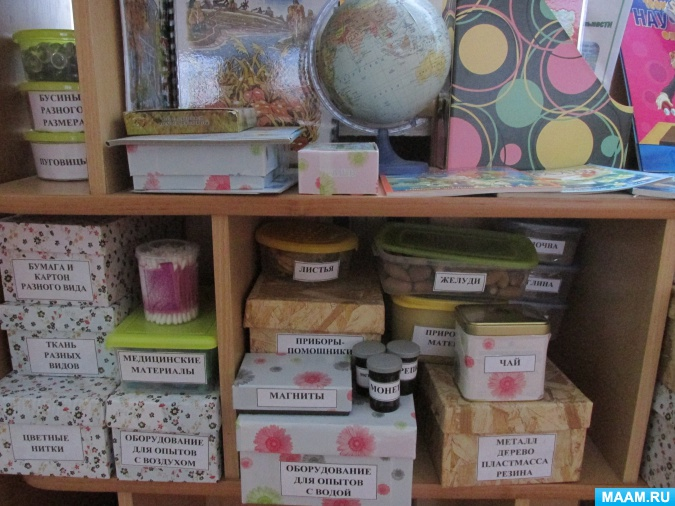 БУСИНЫ
РАЗНОГО
РАЗМЕРА
ПУГОВИЦЫ
НАУ
БУМАГА И
КАРТОН
РАЗНОГО ВИДА
ТКАНЬ
РАЗНЫХ
ВИДОВ
ЦВЕТНЫЕ
НИТКИ
МЕДИЦИНСКИЕ
МАТЕРИАЛЫ
ОБОРУДОВАНИЕ
ДЛЯ ОПЫТОВ
С ВОЗДУХОМ
ЛИСТЬЯ
ПРИБОРЫ-
ПОМОЩНИКИ
МАГНИТЫ
МОНЕ
ОБОРУДОВАНИЕ
ДЛЯ ОПЫТОВ
С ВОДОЙ
ЖЕЛУДИ
ПРИРО
МАТЕ
ЧАЙ
МЕТАЛЛ
ДЕРЕВО
ПЛАСТМАССА
РЕЗИНА
MAAM.RU